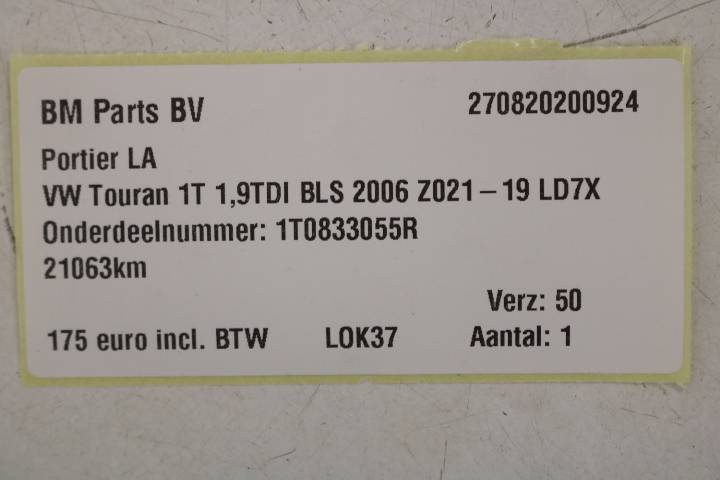 BM Parts BV 270820200924
Portier LA
VW Touran 1T 1,9TDI BLS 2006 Z021-19 LD7X
Onderdeelnummer: 1T0833055R
21063km
Verz: 50
175 euro incl. BTW LOK37 Aantal: 1